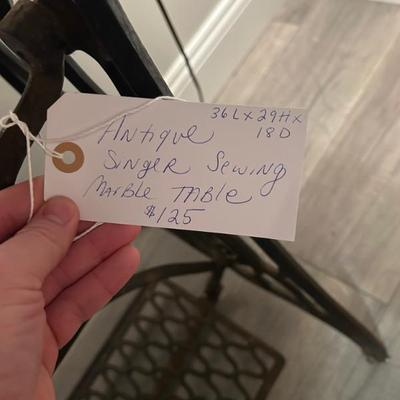 36L x 29H x
18D
Antique
Singer Sewing
Marble Table
$125